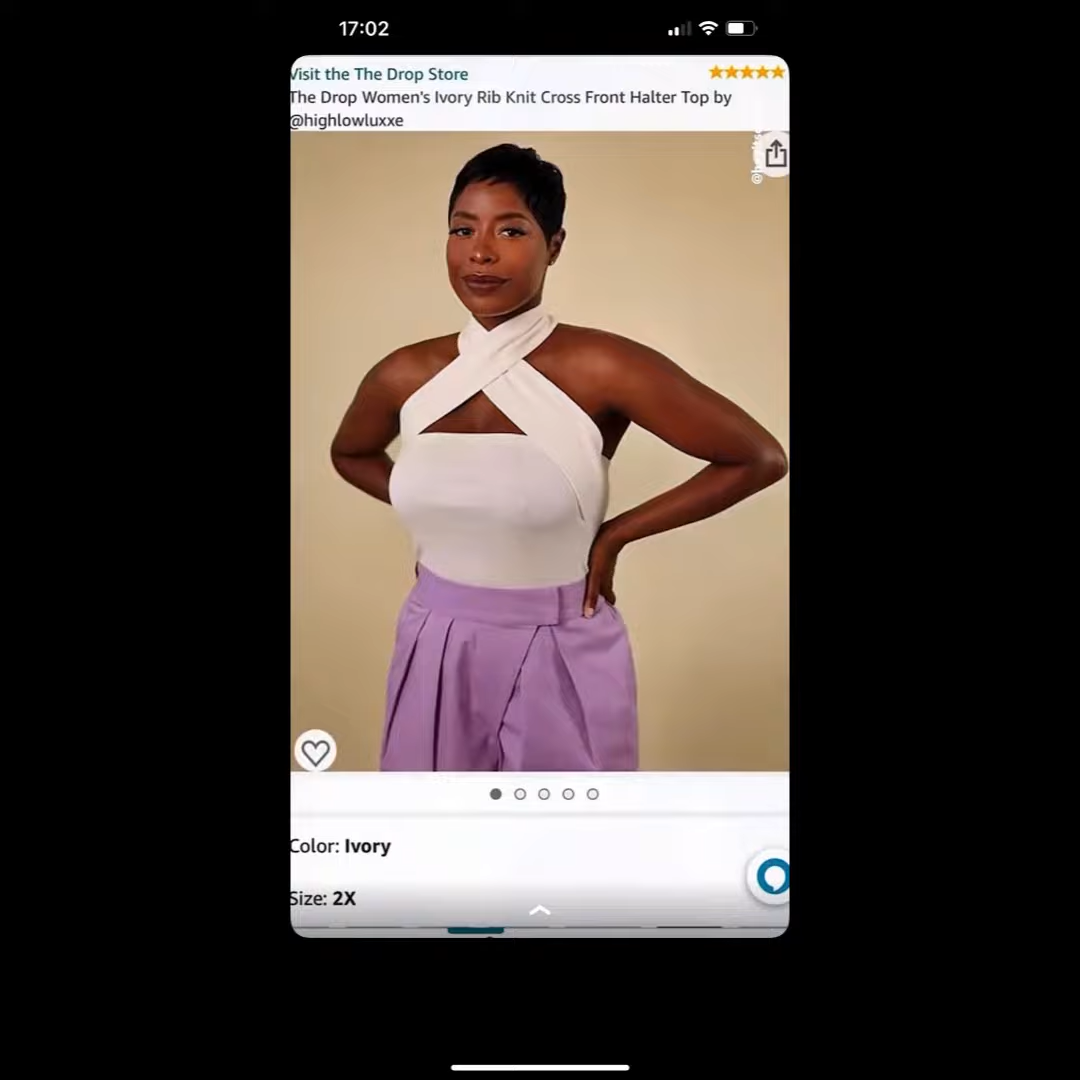 17:02
Visit the The Drop Store
The Drop Women's Ivory Rib Knit Cross Front Halter Top by
@highlowluxxe
Color: Ivory
Size: 2X